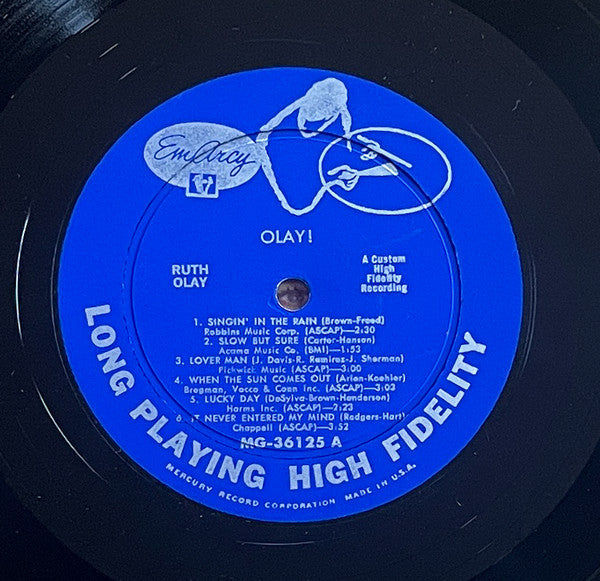 EmArcy
OLAY!
RUTH
OLAY
A Custom
High
Fidelity
Recording
1. SINGIN' IN THE RAIN (Brown-Freed)
Robbins Music Corp. (ASCAP)—2:30
2. SLOW BUT SURE (Carter-Hanson)
Acama Music Co. (BMI)—1:53
3. LOVER MAN (J. Davis-R. Ramirez-J. Sherman)
Pickwick Music (ASCAP)—3:00
4. WHEN THE SUN COMES OUT (Arlen-Koehler)
Bregman, Vocco & Conn Inc. (ASCAP)—3:03
5. LUCKY DAY (DeSylva-Brown-Henderson)
Harms Inc. (ASCAP)—2:23
6. IT NEVER ENTERED MY MIND (Rodgers-Hart)
Chappell (ASCAP)—3:52
MG-36125 A
LONG PLAYING HIGH FIDELITY
MERCURY RECORD CORPORATION MADE IN U.S.A.